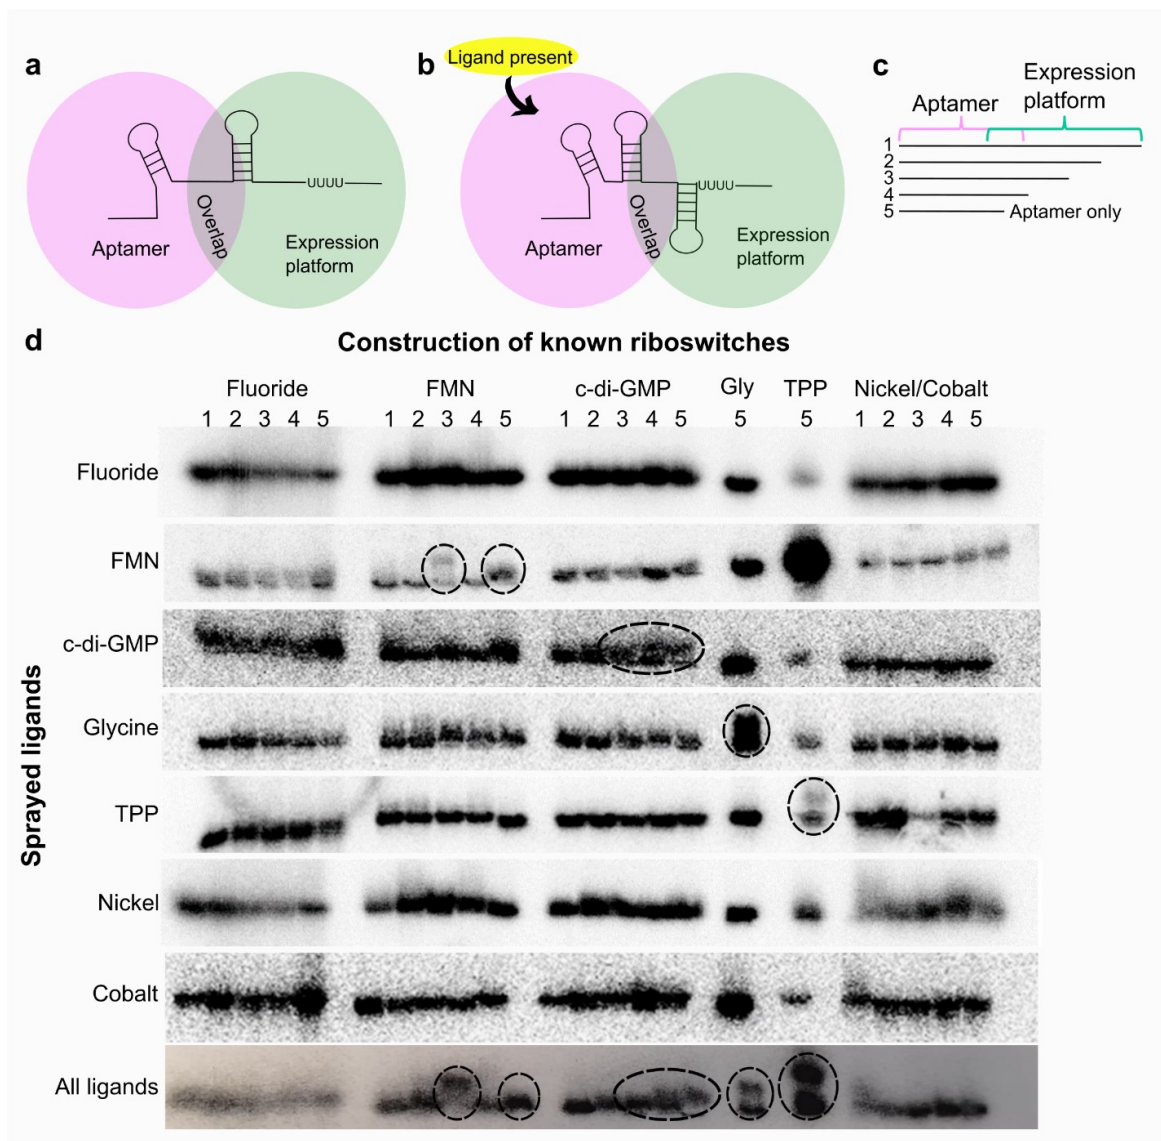 a
Aptamer
Overlap
UUUU
Expression
platform
b
Ligand present
Aptamer
Overlap
UUUU
Expression
platform
c
Aptamer
Expression
platform
1
2
3
4
5 Aptamer only
d
Construction of known riboswitches
Fluoride FMN c-di-GMP Gly TPP Nickel/Cobalt
1 2 3 4 5 1 2 3 4 5 1 2 3 4 5 5 5 1 2 3 4 5
Sprayed ligands
Fluoride
FMN
c-di-GMP
Glycine
TPP
Nickel
Cobalt
All ligands